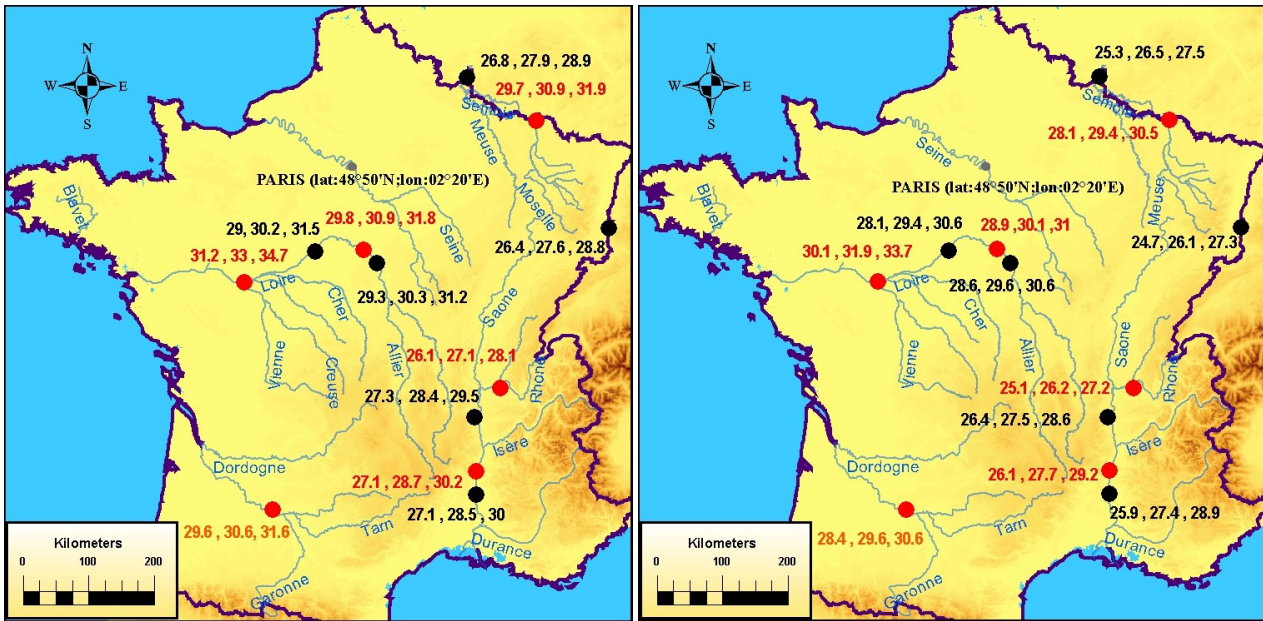 N
W E
S
26.8 , 27.9 , 28.9
29.7 , 30.9 , 31.9
Semois
Meuse
PARIS (lat:48°50'N;lon:02°20'E)
Moselle
Blavet
Seine
29.8 , 30.9 , 31.8
29, 30.2 , 31.5
26.4 , 27.6 , 28.8
31.2 , 33 , 34.7
Loire
Cher
29.3 , 30.3 , 31.2
Saone
Vienne
Creuse
Allier
26.1 , 27.1 , 28.1
Rhone
27.3 , 28.4 , 29.5
Isère
Dordogne
27.1 , 28.7 , 30.2
27.1 , 28.5 , 30
Tarn
29.6 , 30.6 , 31.6
Durance
Garonne
Kilometers
0 100 200
N
W E
S
25.3 , 26.5 , 27.5
Semois
28.1 , 29.4 , 30.5
Seine
Meuse
PARIS (lat:48°50'N;lon:02°20'E)
Blavet
28.1 , 29.4 , 30.6
28.9 , 30.1 , 31
24.7 , 26.1 , 27.3
30.1 , 31.9 , 33.7
Loire
28.6 , 29.6 , 30.6
Cher
Vienne
Allier
Saone
Rhone
25.1 , 26.2 , 27.2
26.4 , 27.5 , 28.6
Isère
Dordogne
26.1 , 27.7 , 29.2
25.9 , 27.4 , 28.9
Tarn
28.4 , 29.6 , 30.6
Durance
Garonne
Kilometers
0 100 200